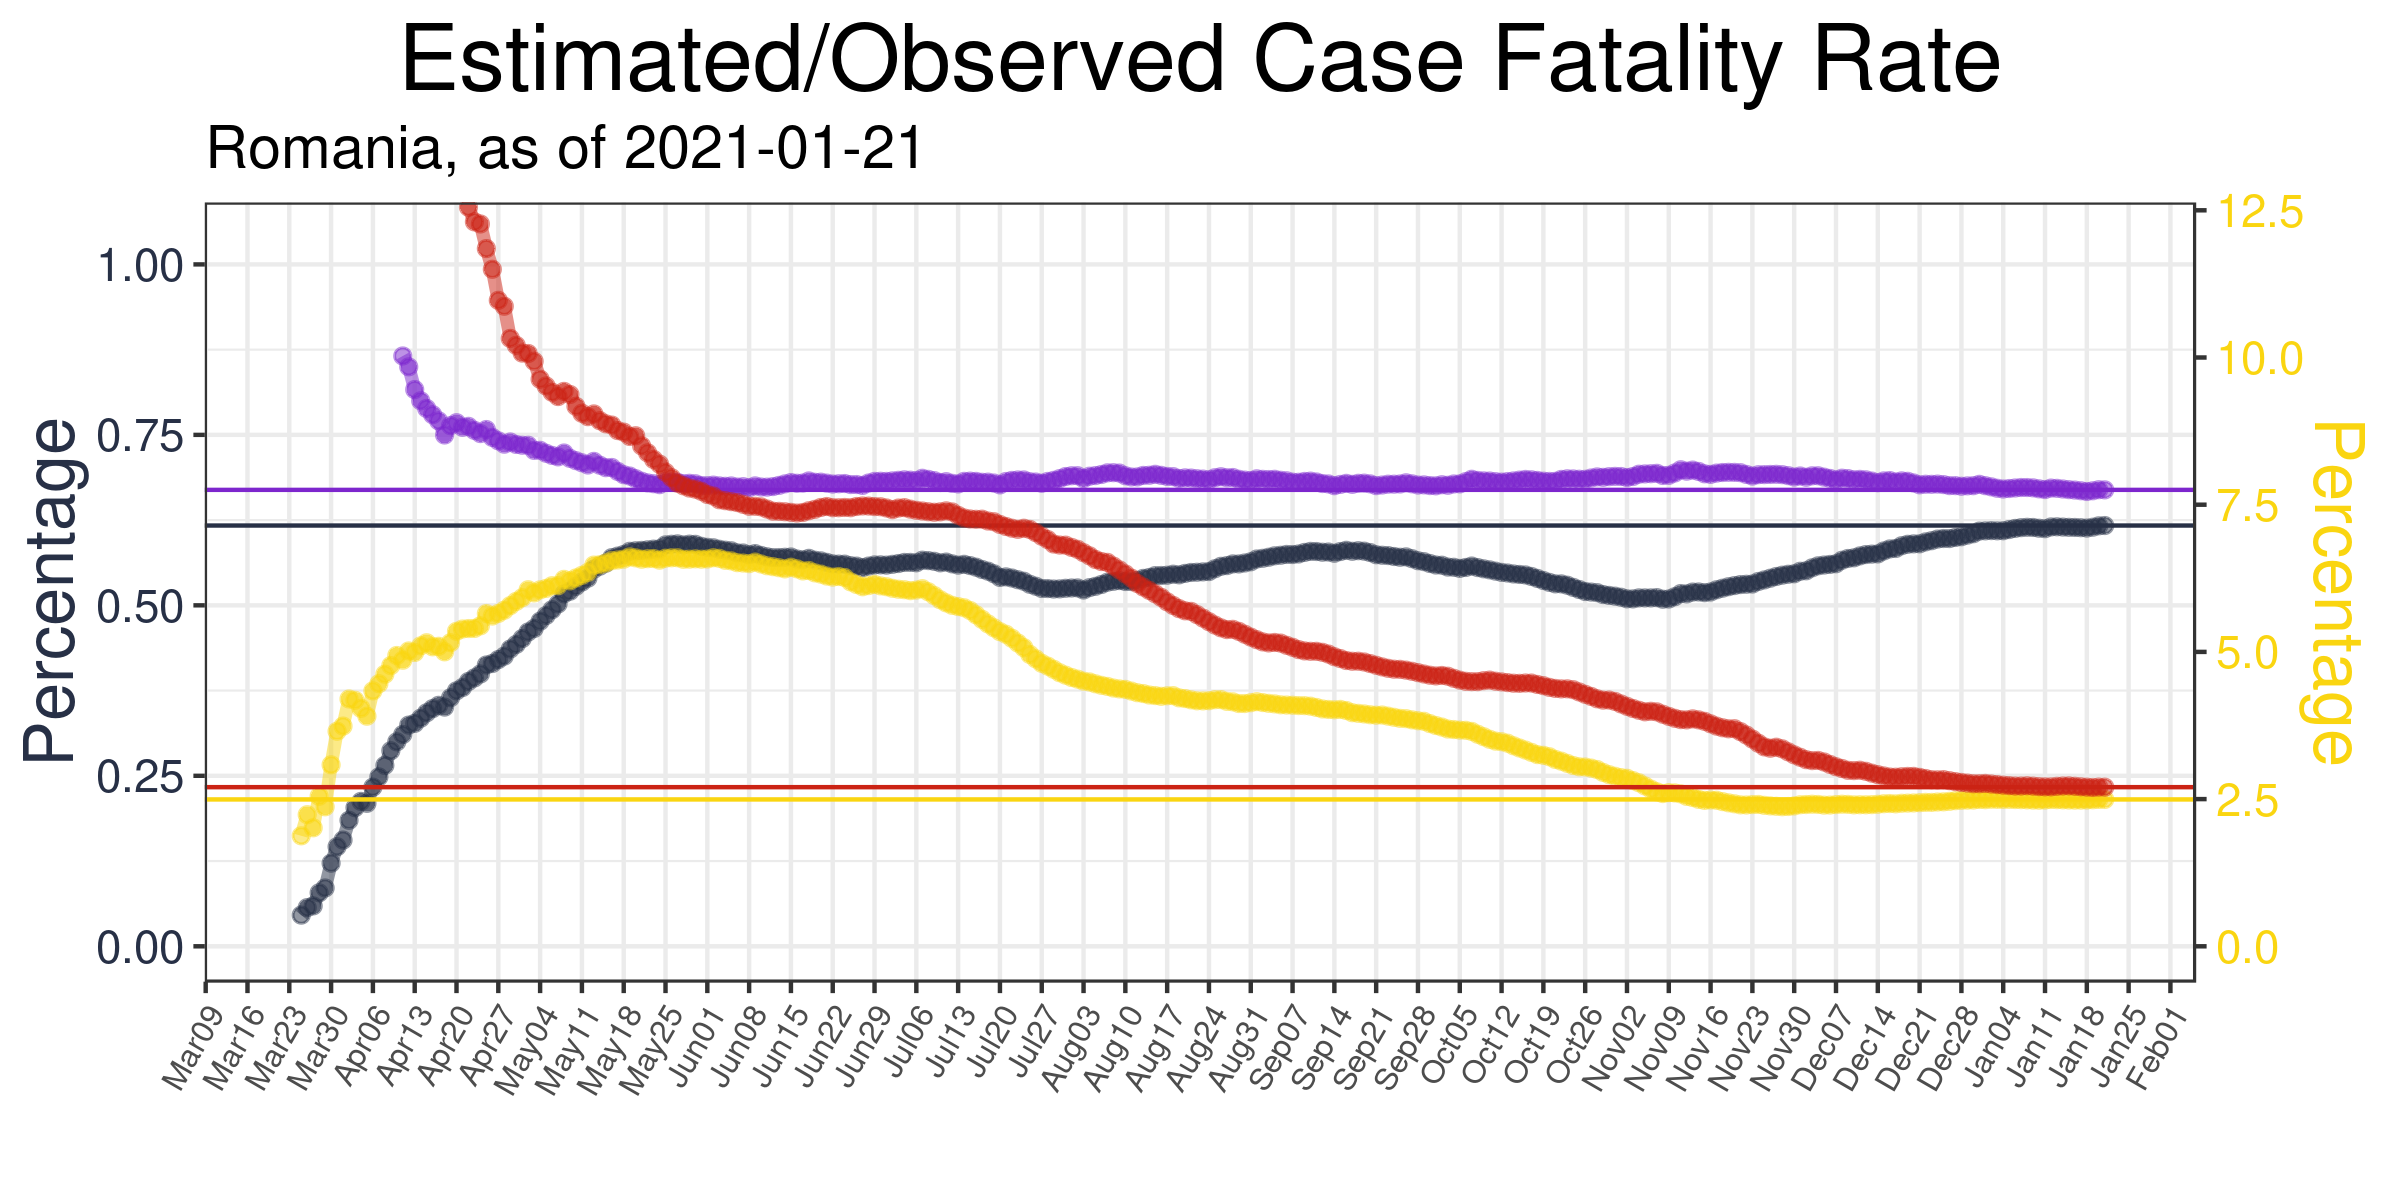 Estimated/Observed Case Fatality Rate
Romania, as of 2021-01-21
Percentage
1.00
0.75
0.50
0.25
0.00
12.5
10.0
7.5
5.0
2.5
0.0
Percentage
Mar09
Mar16
Mar23
Mar30
Apr06
Apr13
Apr20
Apr27
May04
May11
May18
May25
Jun01
Jun08
Jun15
Jun22
Jun29
Jul06
Jul13
Jul20
Jul27
Aug03
Aug10
Aug17
Aug24
Aug31
Sep07
Sep14
Sep21
Sep28
Oct05
Oct12
Oct19
Oct26
Nov02
Nov09
Nov16
Nov23
Nov30
Dec07
Dec14
Dec21
Dec28
Jan04
Jan11
Jan18
Jan25
Feb01